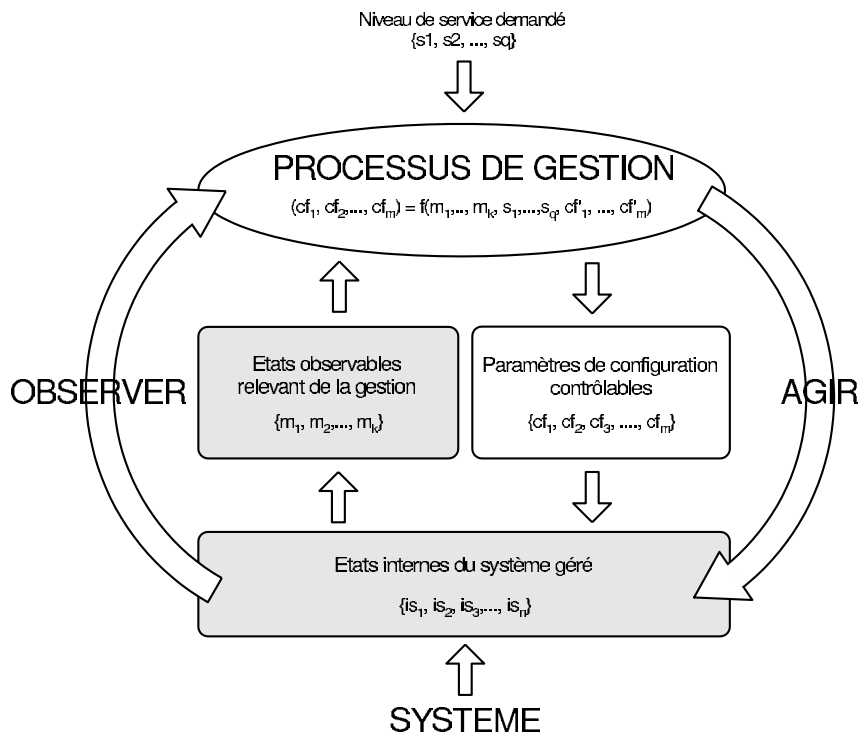 Niveau de service demandé
{s1, s2, ..., sq}
PROCESSUS DE GESTION
(cf₁, cf₂,..., cfₘ) = f(m₁,.., mₖ, s₁,...,s_q, cf'₁, ..., cf'ₘ)
Etats observables
relevant de la gestion
{m₁, m₂,..., mₖ}
Paramètres de configuration
contrôlables
{cf₁, cf₂, cf₃, ...., cfₘ}
OBSERVER
AGIR
Etats internes du système géré
{is₁, is₂, is₃,..., isₙ}
SYSTEME